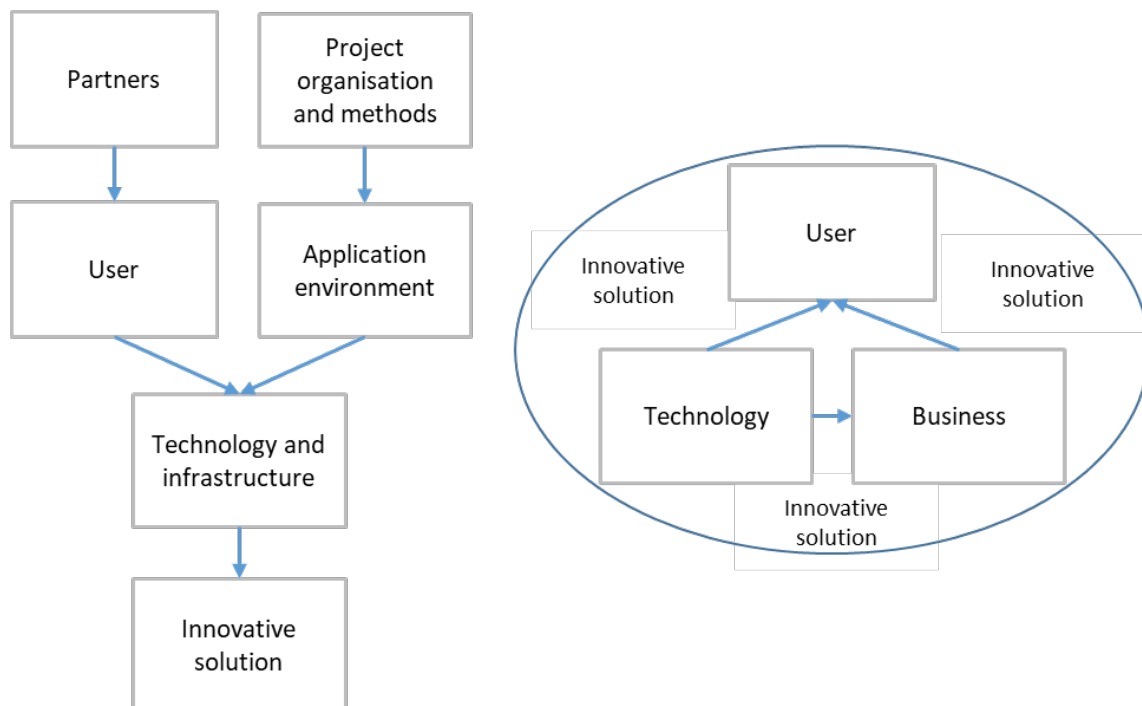 Partners
Project
organisation
and methods
User
Application
environment
Technology and
infrastructure
Innovative
solution
User
Innovative
solution
Innovative
solution
Technology
Business
Innovative
solution